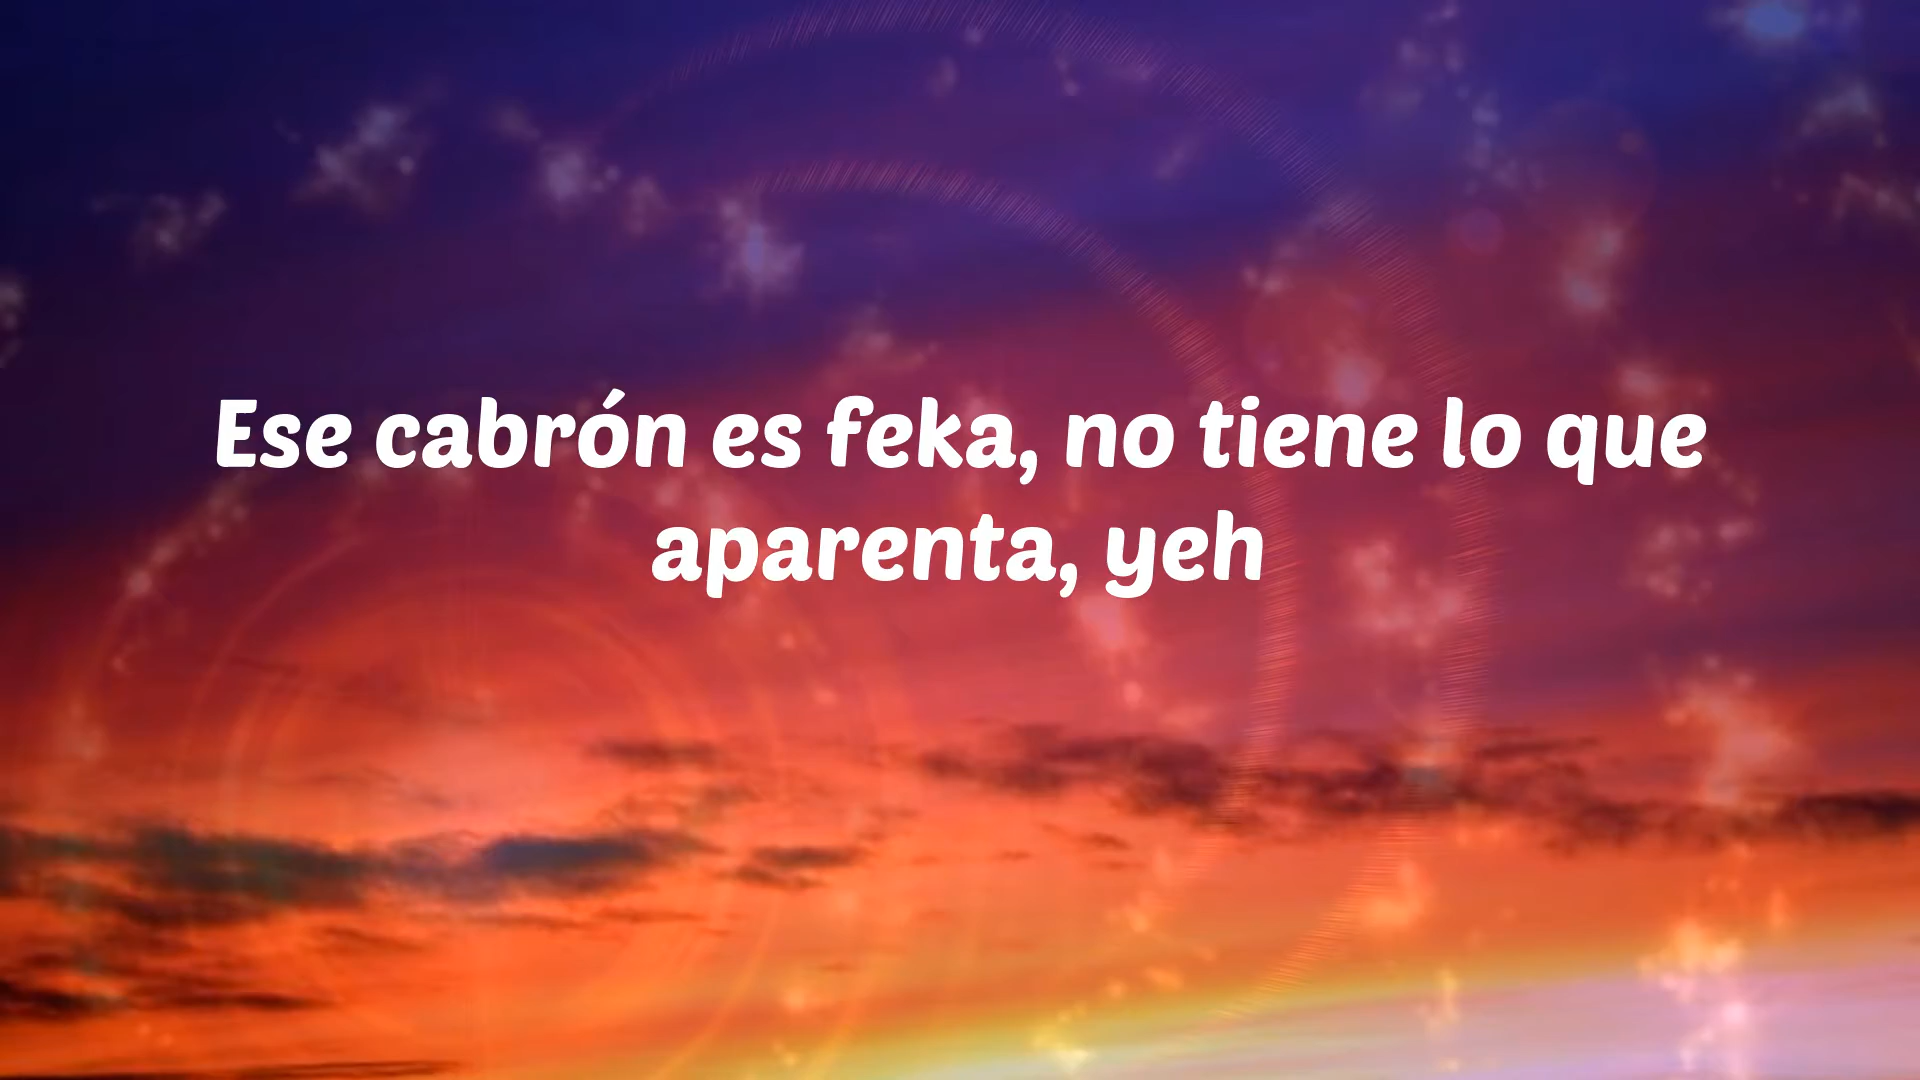 Ese cabrón es feka, no tiene lo que
aparenta, yeh